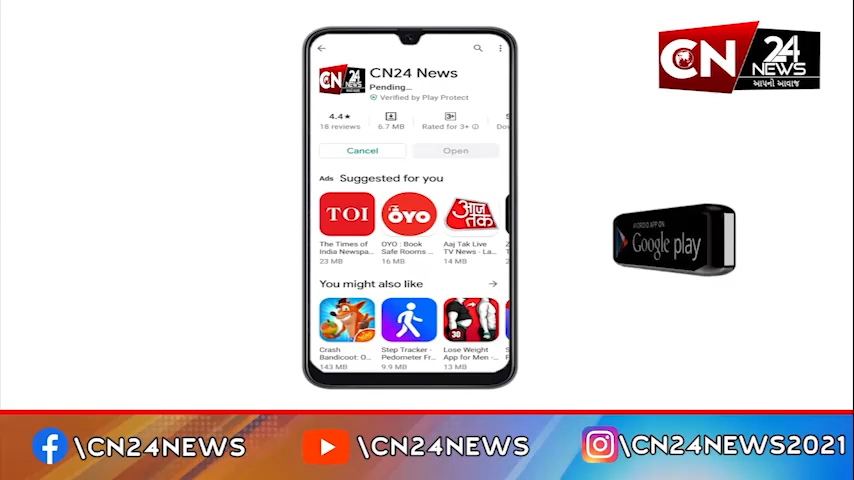 CN24 News
Pending...
Verified by Play Protect
4.4★
18 reviews
6.7 MB
3+
Rated for 3+
Cancel
Open
Ads Suggested for you
TOI
OYO
आज तक
The Times of
India Newspa..
23 MB
OYO : Book
Safe Rooms ..
16 MB
Aaj Tak Live
TV News - La..
14 MB
You might also like
30
Crash
Bandicoot: O...
143 MB
Step Tracker -
Pedometer Fr...
9.9 MB
Lose Weight
App for Men -..
13 MB
CN 24
NEWS
આપનો અવાજ
ANDROID APP ON
Google play
\CN24NEWS
\CN24NEWS
\CN24NEWS2021